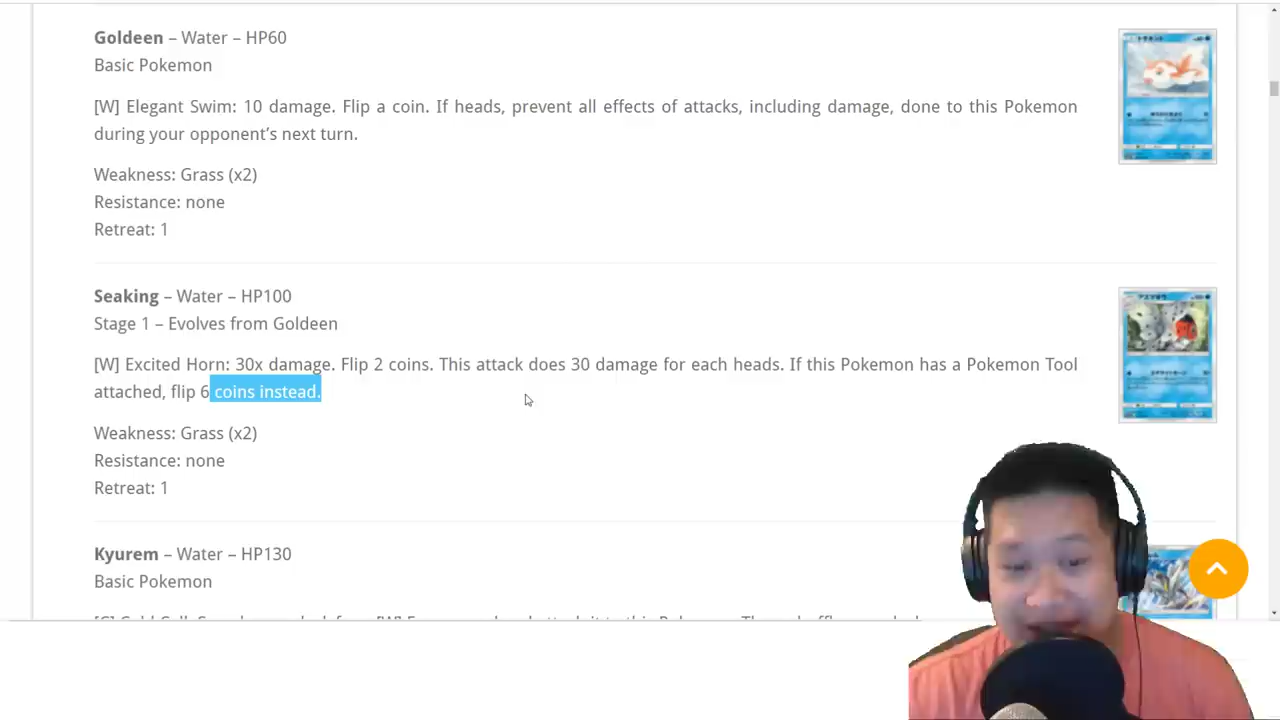 Goldeen – Water – HP60
Basic Pokemon
[W] Elegant Swim: 10 damage. Flip a coin. If heads, prevent all effects of attacks, including damage, done to this Pokemon
during your opponent’s next turn.
Weakness: Grass (x2)
Resistance: none
Retreat: 1
Seaking – Water – HP100
Stage 1 – Evolves from Goldeen
[W] Excited Horn: 30x damage. Flip 2 coins. This attack does 30 damage for each heads. If this Pokemon has a Pokemon Tool
attached, flip 6 coins instead.
Weakness: Grass (x2)
Resistance: none
Retreat: 1
Kyurem – Water – HP130
Basic Pokemon